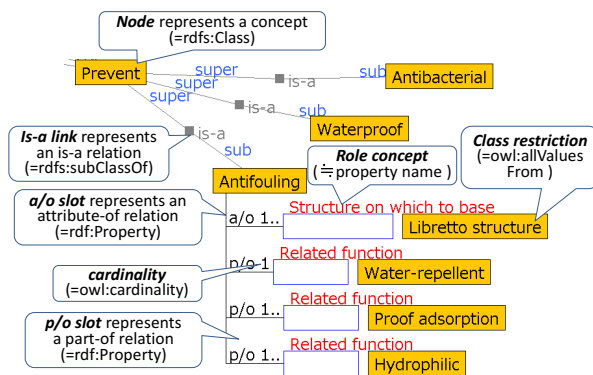 Node represents a concept
(=rdfs:Class)
Prevent
super
super
super
is-a
sub
Antibacterial
is-a
sub
Waterproof
is-a
sub
Is-a link represents
an is-a relation
(=rdfs:subClassOf)
Role concept
(≒property name )
Class restriction
(=owl:allValues
From )
Antifouling
a/o slot represents an
attribute-of relation
(=rdf:Property)
Structure on which to base
a/o 1..
Libretto structure
cardinality
(=owl:cardinality)
Related function
p/o 1
Water-repellent
p/o slot represents
a part-of relation
(=rdf:Property)
Related function
p/o 1..
Proof adsorption
Related function
p/o 1..
Hydrophilic